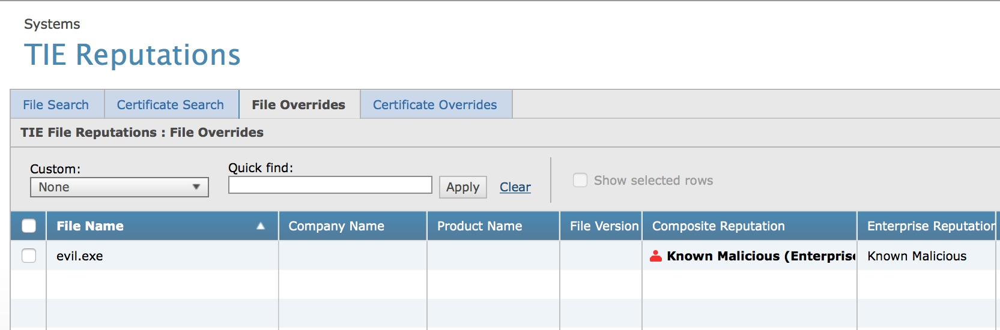 Systems
TIE Reputations
File Search Certificate Search File Overrides Certificate Overrides
TIE File Reputations : File Overrides
Custom: Quick find:
None Apply Clear Show selected rows
File Name Company Name Product Name File Version Composite Reputation Enterprise Reputation
evil.exe Known Malicious (Enterprise Known Malicious